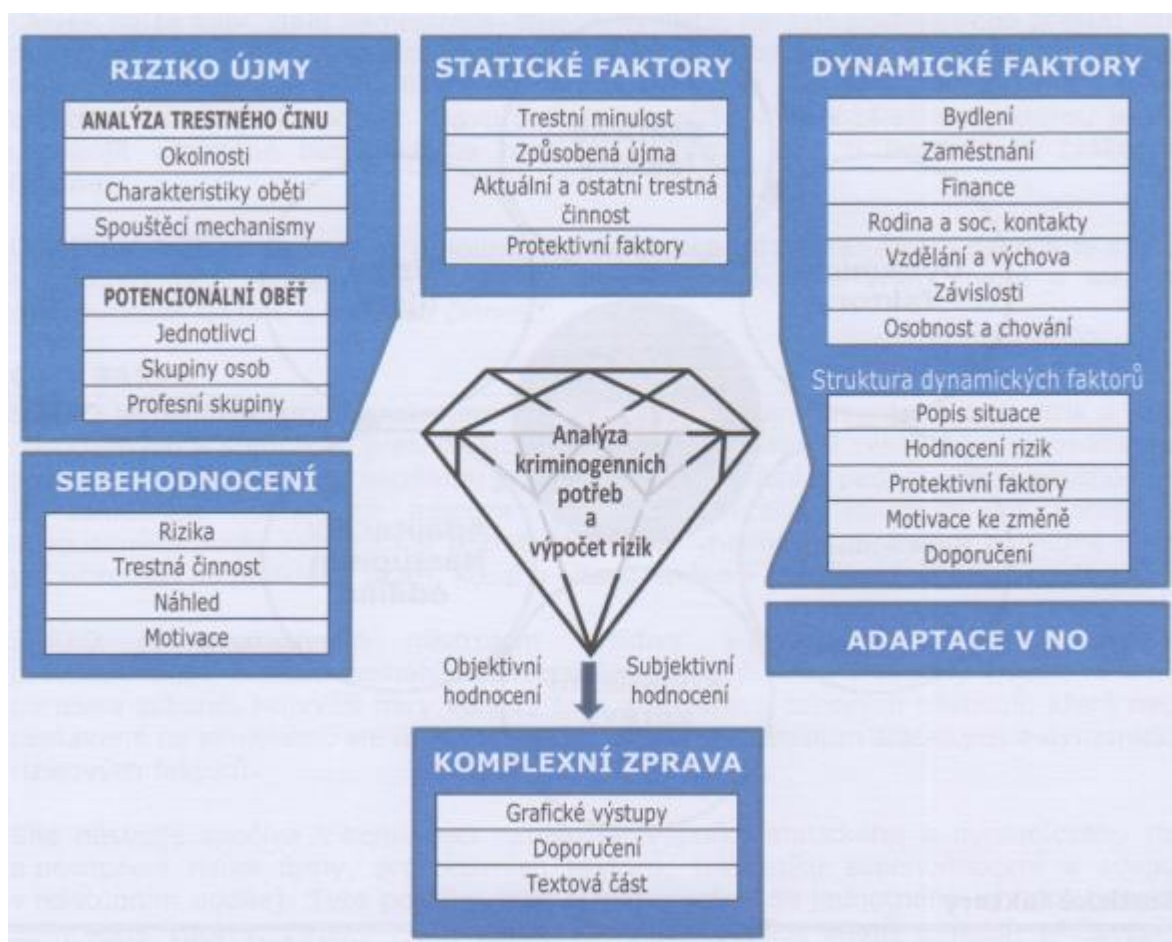 RIZIKO ÚJMY
ANALÝZA TRESTNÉHO ČINU
Okolnosti
Charakteristiky oběti
Spouštěcí mechanismy
POTENCIONÁLNÍ OBĚŤ
Jednotlivci
Skupiny osob
Profesní skupiny
SEBEHODNOCENÍ
Rizika
Trestná činnost
Náhled
Motivace
STATICKÉ FAKTORY
Trestní minulost
Způsobená újma
Aktuální a ostatní trestná
činnost
Protektivní faktory
Analýza
kriminogenních
potřeb
a
výpočet rizik
Objektivní
hodnocení
Subjektivní
hodnocení
KOMPLEXNÍ ZPRAVA
Grafické výstupy
Doporučení
Textová část
DYNAMICKÉ FAKTORY
Bydlení
Zaměstnání
Finance
Rodina a soc. kontakty
Vzdělání a výchova
Závislosti
Osobnost a chování
Struktura dynamických faktorů
Popis situace
Hodnocení rizik
Protektivní faktory
Motivace ke změně
Doporučení
ADAPTACE V NO